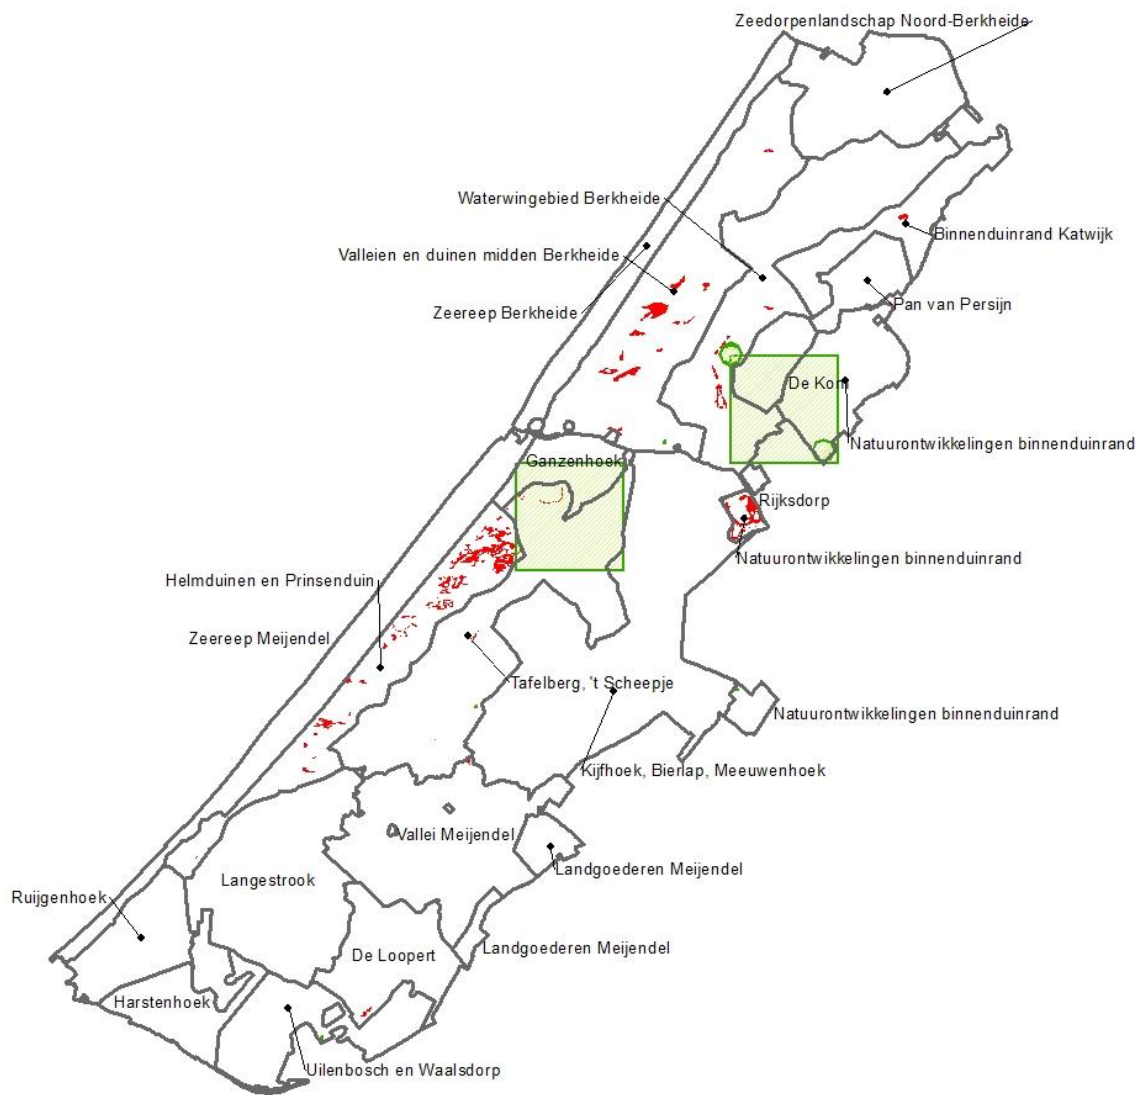 Zeedorpenlandschap Noord-Berkheide
Waterwingebied Berkheide
Binnenduinrand Katwijk
Valleien en duinen midden Berkheide
Pan van Persijn
Zeereep Berkheide
De Kom
Natuurontwikkelingen binnenduinrand
Ganzenhoek
Rijksdorp
Natuurontwikkelingen binnenduinrand
Helmduinen en Prinsenduin
Zeereep Meijendel
Tafelberg, 't Scheepje
Natuurontwikkelingen binnenduinrand
Kijfhoek, Bierlap, Meeuwenhoek
Vallei Meijendel
Landgoederen Meijendel
Langestrook
Ruijgenhoek
Landgoederen Meijendel
De Loopert
Harstenhoek
Uilenbosch en Waalsdorp